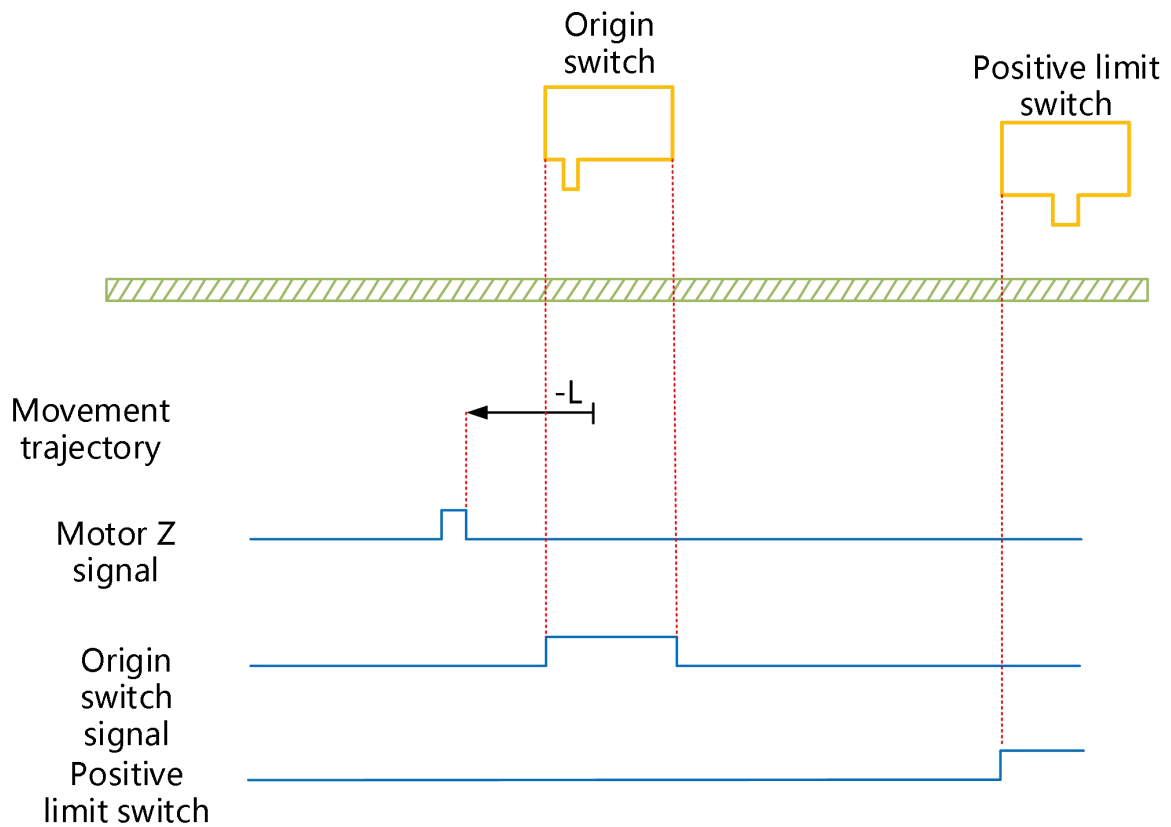 Origin
switch
Positive limit
switch
-L
Movement
trajectory
Motor Z
signal
Origin
switch
signal
Positive
limit switch